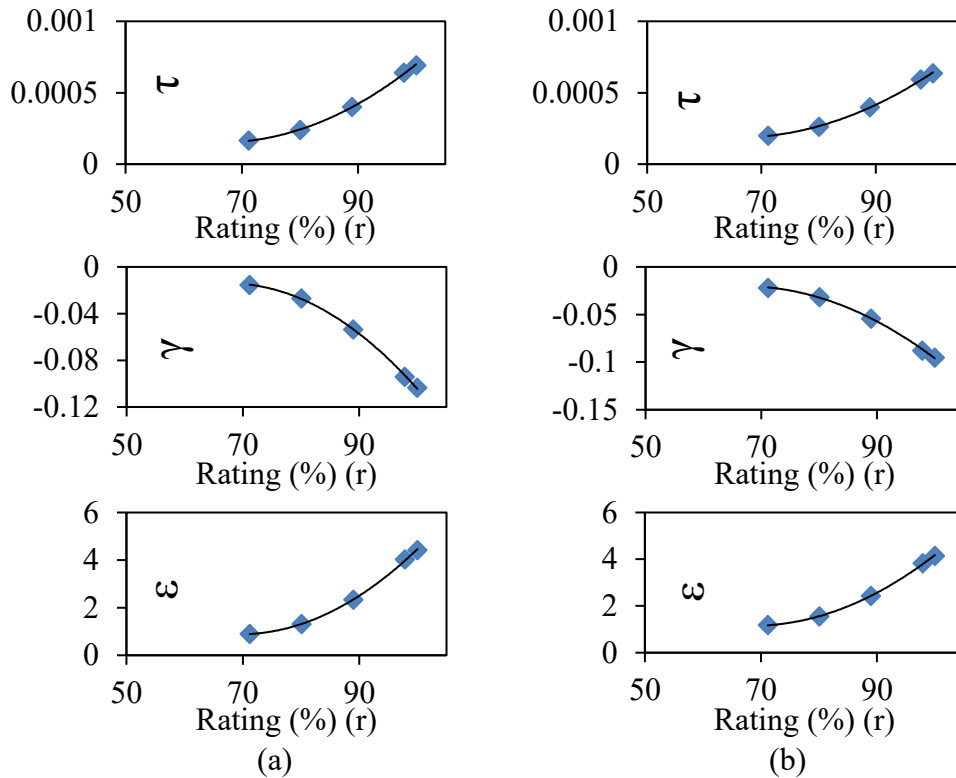 0.001
0.0005
0
τ
50 70 90
Rating (%) (r)
0
-0.04
-0.08
-0.12
γ
50 70 90
Rating (%) (r)
6
4
2
0
ε
50 70 90
Rating (%) (r)
(a)
0.001
0.0005
0
τ
50 70 90
Rating (%) (r)
0
-0.05
-0.1
-0.15
γ
50 70 90
Rating (%) (r)
6
4
2
0
ε
50 70 90
Rating (%) (r)
(b)